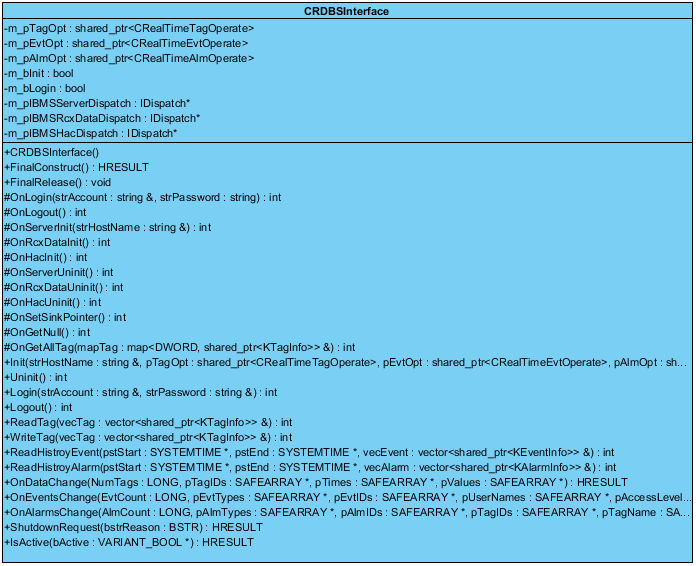 CRDBSInterface
-m_pTagOpt : shared_ptr<CRealTimeTagOperate>
-m_pEvtOpt : shared_ptr<CRealTimeEvtOperate>
-m_pAlmOpt : shared_ptr<CRealTimeAlmOperate>
-m_bInit : bool
-m_bLogin : bool
-m_pIBMSServerDispatch : IDispatch*
-m_pIBMSRcxDataDispatch : IDispatch*
-m_pIBMSHacDispatch : IDispatch*
+CRDBSInterface()
+FinalConstruct() : HRESULT
+FinalRelease() : void
#OnLogin(strAccount : string &, strPassword : string) : int
#OnLogout() : int
#OnServerInit(strHostName : string &) : int
#OnRcxDataInit() : int
#OnHacInit() : int
#OnServerUninit() : int
#OnRcxDataUninit() : int
#OnHacUninit() : int
#OnSetSinkPointer() : int
#OnGetNull() : int
#OnGetAllTag(mapTag : map<DWORD, shared_ptr<KTagInfo>> &) : int
+Init(strHostName : string &, pTagOpt : shared_ptr<CRealTimeTagOperate>, pEvtOpt : shared_ptr<CRealTimeEvtOperate>, pAlmOpt : sh...
+Uninit() : int
+Login(strAccount : string &, strPassword : string &) : int
+Logout() : int
+ReadTag(vecTag : vector<shared_ptr<KTagInfo>> &) : int
+WriteTag(vecTag : vector<shared_ptr<KTagInfo>> &) : int
+ReadHistroyEvent(pstStart : SYSTEMTIME *, pstEnd : SYSTEMTIME *, vecEvent : vector<shared_ptr<KEventInfo>> &) : int
+ReadHistroyAlarm(pstStart : SYSTEMTIME *, pstEnd : SYSTEMTIME *, vecAlarm : vector<shared_ptr<KAlarmInfo>> &) : int
+OnDataChange(NumTags : LONG, pTagIDs : SAFEARRAY *, pTimes : SAFEARRAY *, pValues : SAFEARRAY *) : HRESULT
+OnEventsChange(EvtCount : LONG, pEvtTypes : SAFEARRAY *, pEvtIDs : SAFEARRAY *, pUserNames : SAFEARRAY *, pAccessLevel...
+OnAlarmsChange(AlmCount : LONG, pAlmTypes : SAFEARRAY *, pAlmIDs : SAFEARRAY *, pTagIDs : SAFEARRAY *, pTagName : SA...
+ShutdownRequest(bstrReason : BSTR) : HRESULT
+IsActive(bActive : VARIANT_BOOL *) : HRESULT